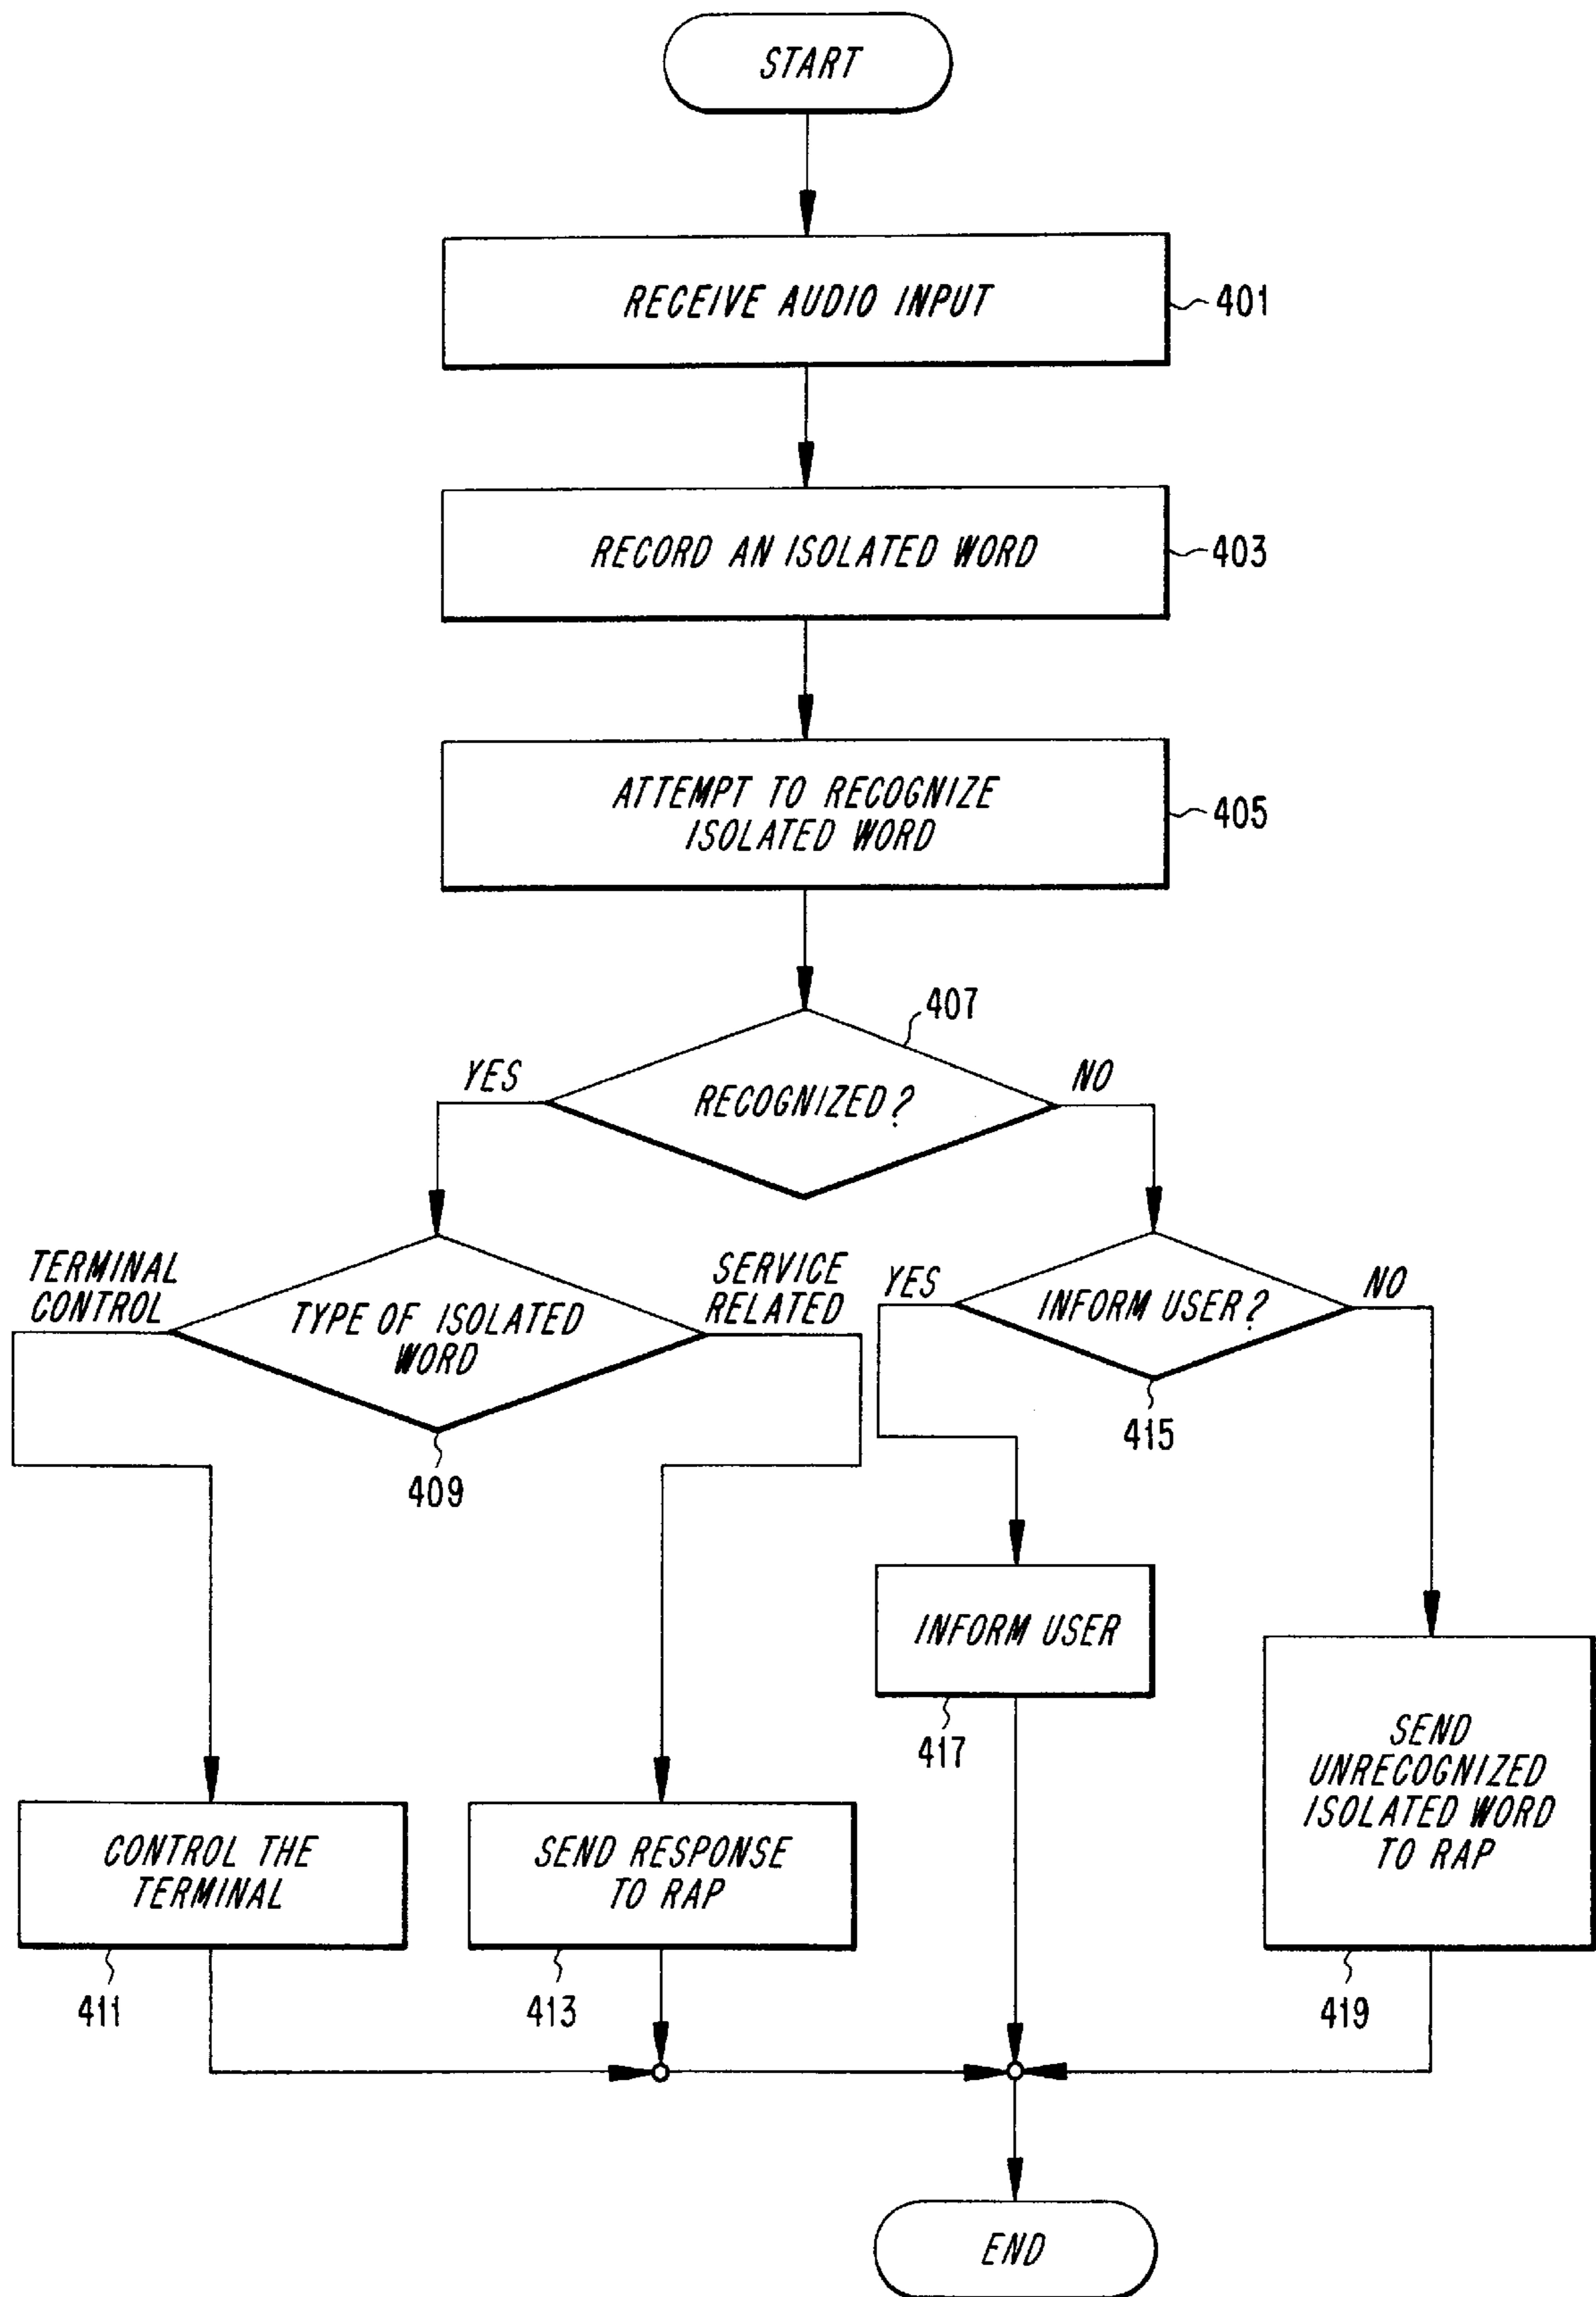 START
RECEIVE AUDIO INPUT
401
RECORD AN ISOLATED WORD
403
ATTEMPT TO RECOGNIZE
ISOLATED WORD
405
407
YES
RECOGNIZED?
NO
TERMINAL
CONTROL
TYPE OF ISOLATED
WORD
SERVICE
RELATED
409
YES
INFORM USER?
NO
415
INFORM USER
417
CONTROL THE
TERMINAL
411
SEND RESPONSE
TO RAP
413
SEND
UNRECOGNIZED
ISOLATED WORD
TO RAP
419
END